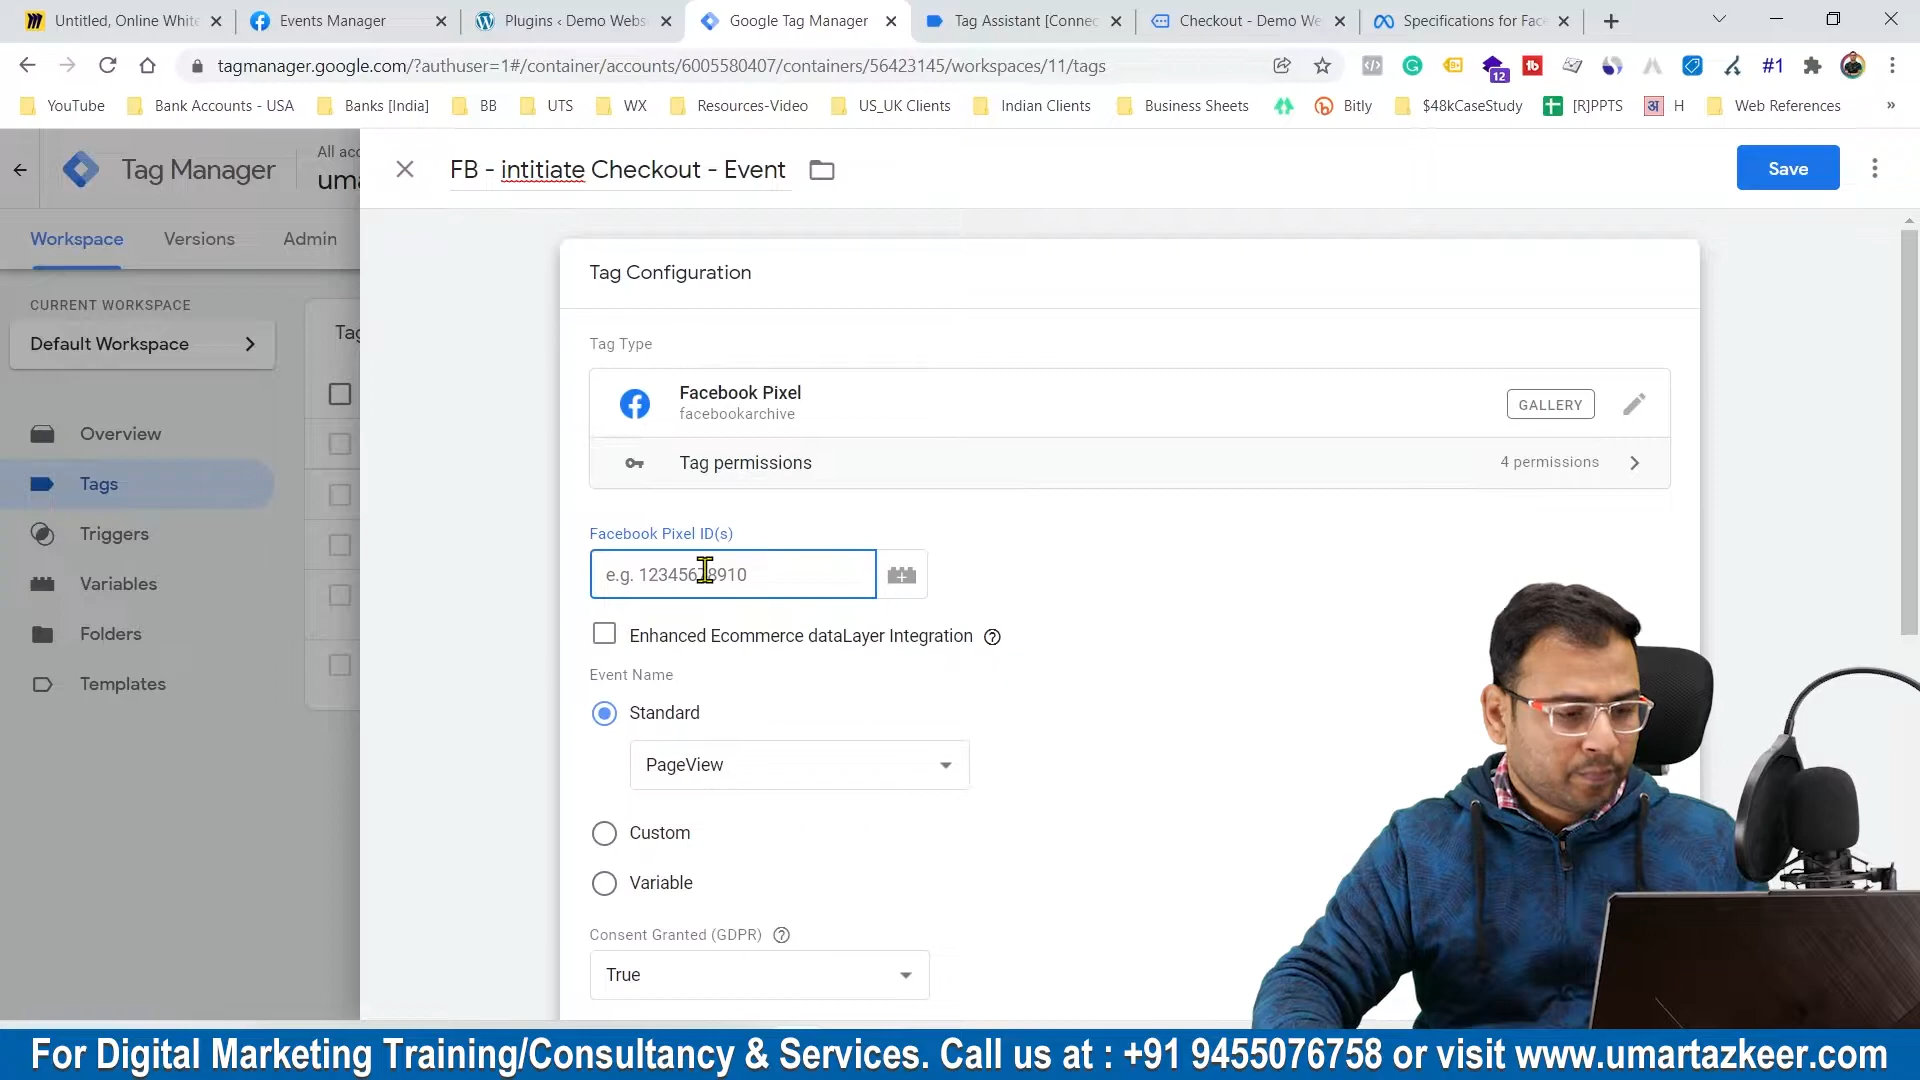 Untitled, Online White
Events Manager
Plugins ‹ Demo Webs
Google Tag Manager
Tag Assistant [Connec
Checkout - Demo We
Specifications for Fac
tagmanager.google.com/?authuser=1#/container/accounts/6005580407/containers/56423145/workspaces/11/tags
12
#1
YouTube
Bank Accounts - USA
Banks [India]
BB
UTS
WX
Resources-Video
US_UK Clients
Indian Clients
Business Sheets
Bitly
$48kCaseStudy
[R]PPTS
अ
H
Web References
»
Tag Manager
All acc
uma
FB - intitiate Checkout - Event
Save
Workspace
Versions
Admin
CURRENT WORKSPACE
Default Workspace
Overview
Tags
Triggers
Variables
Folders
Templates
Tag
Tag Configuration
Tag Type
Facebook Pixel
facebookarchive
GALLERY
Tag permissions
4 permissions
Facebook Pixel ID(s)
e.g. 12345678910
Enhanced Ecommerce dataLayer Integration
Event Name
Standard
PageView
Custom
Variable
Consent Granted (GDPR)
True
For Digital Marketing Training/Consultancy & Services. Call us at : +91 9455076758 or visit www.umartazkeer.com